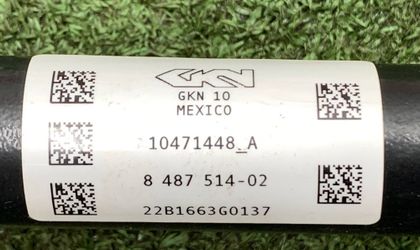 GKN
GKN 10
MEXICO
10471448_A
8 487 514-02
22B1663G0137